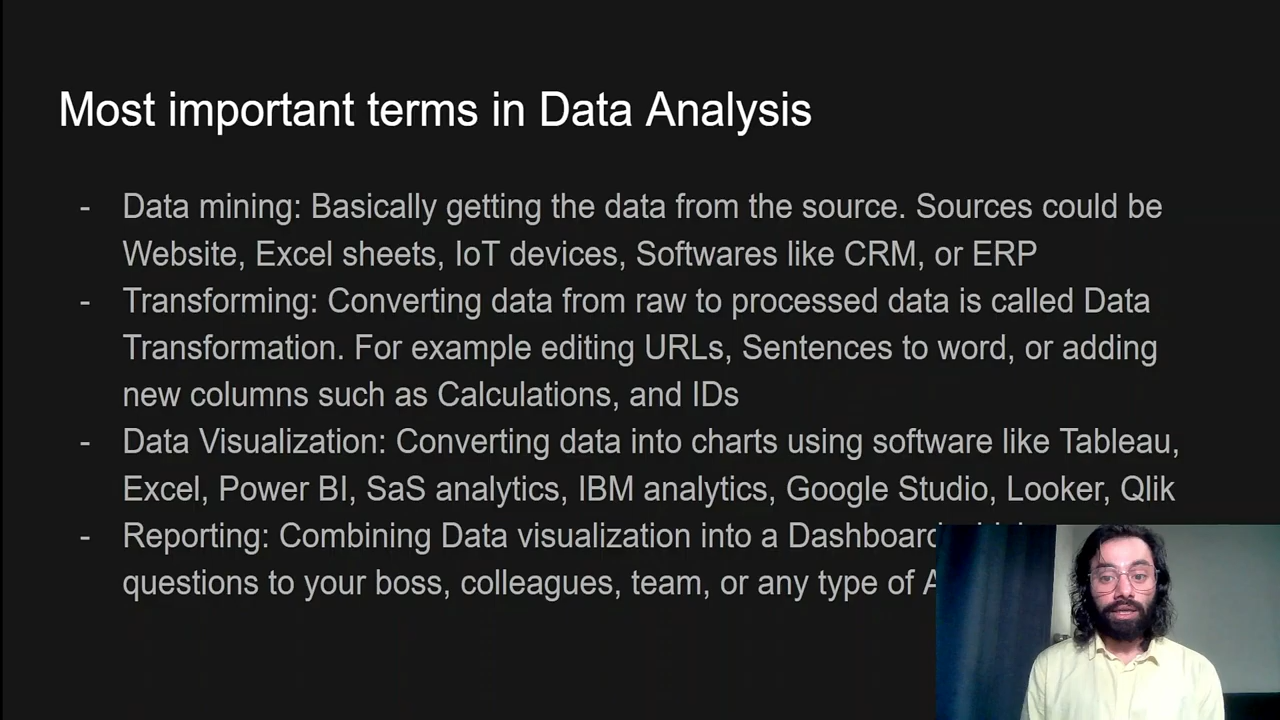 Most important terms in Data Analysis
- Data mining: Basically getting the data from the source. Sources could be
Website, Excel sheets, IoT devices, Softwares like CRM, or ERP
- Transforming: Converting data from raw to processed data is called Data
Transformation. For example editing URLs, Sentences to word, or adding
new columns such as Calculations, and IDs
- Data Visualization: Converting data into charts using software like Tableau,
Excel, Power BI, SaS analytics, IBM analytics, Google Studio, Looker, Qlik
- Reporting: Combining Data visualization into a
questions to your boss, colleagues, team, or any type of